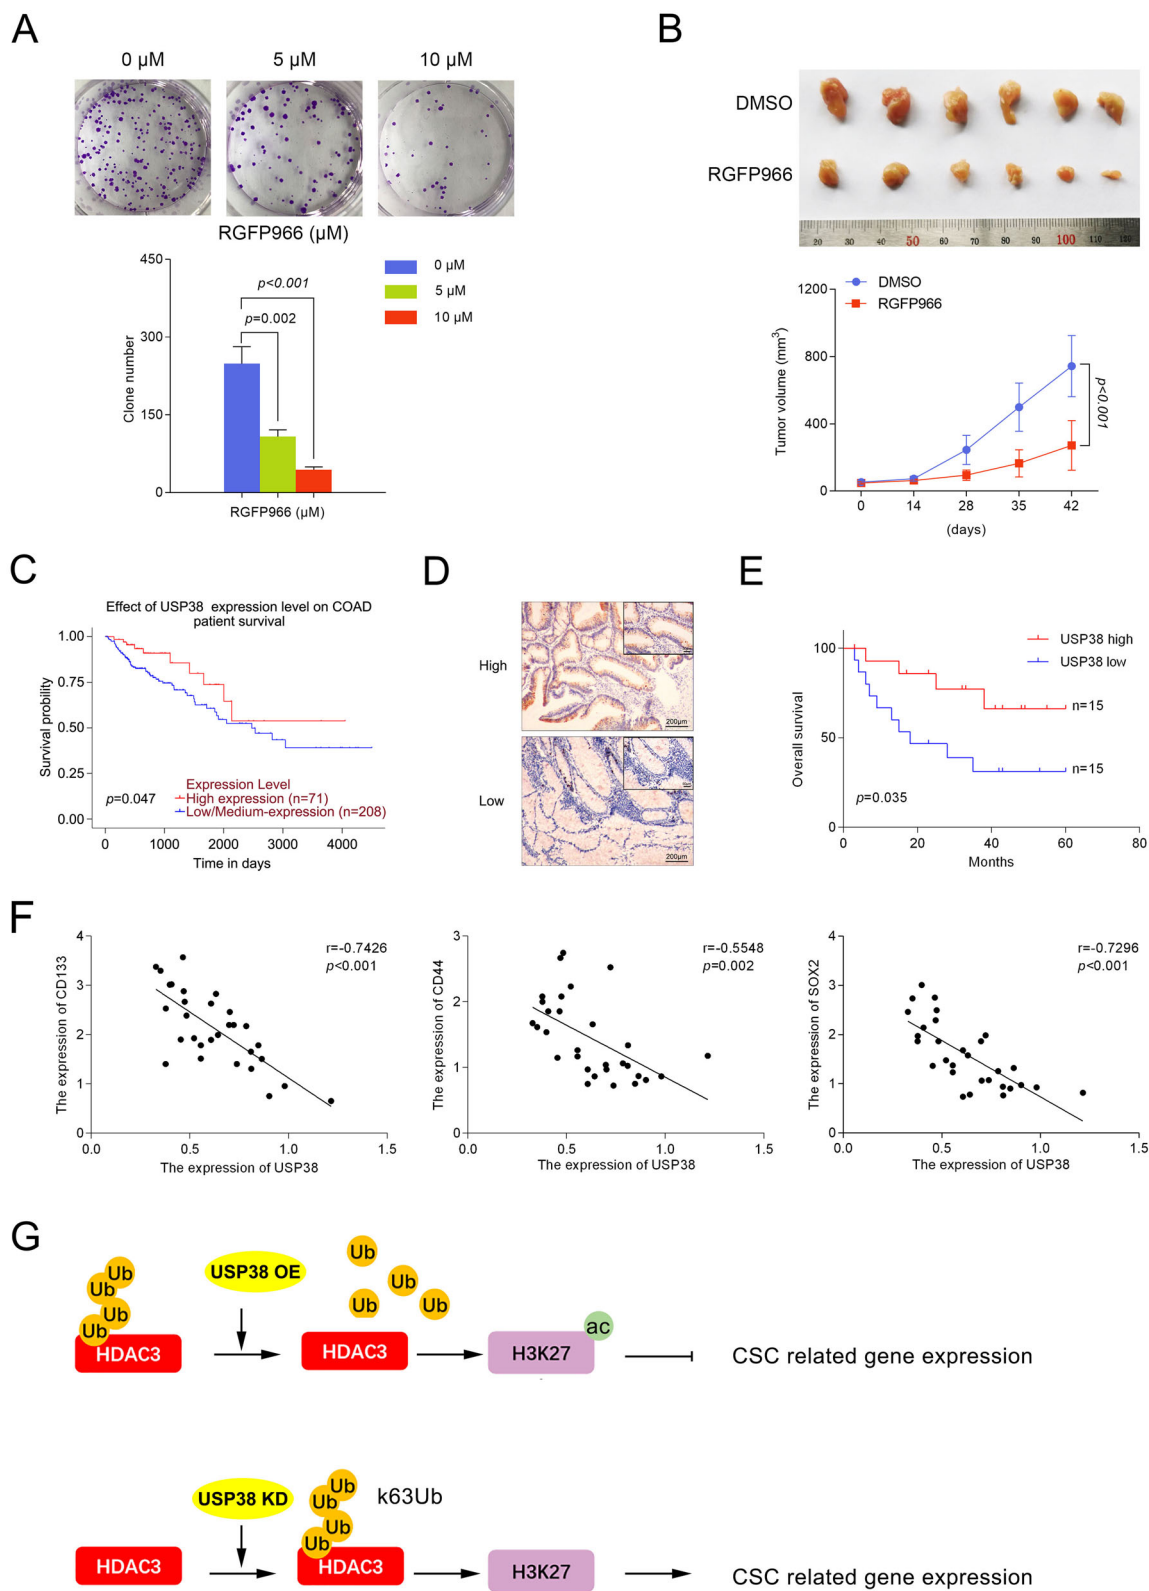 A
0 µM
5 µM
10 µM
RGFP966 (µM)
450
300
150
0
Clone number
p<0.001
p=0.002
0 µM
5 µM
10 µM
RGFP966 (µM)
B
DMSO
RGFP966
20 30 40 50 60 70 80 90 100 110
DMSO
RGFP966
1200
800
400
0
Tumor volume (mm³)
p<0.001
0 14 28 35 42
(days)
C
Effect of USP38 expression level on COAD
patient survival
1.00
0.75
0.50
0.25
0.00
Survival probility
p=0.047
Expression Level
High expression (n=71)
Low/Medium-expression (n=208)
0 1000 2000 3000 4000
Time in days
D
High
200µm
Low
200µm
E
USP38 high
USP38 low
100
50
0
Overall survival
n=15
n=15
p=0.035
0 20 40 60 80
Months
F
4
3
2
1
0
The expression of CD133
r=-0.7426
p<0.001
0.0 0.5 1.0 1.5
The expression of USP38
3
2
1
0
The expression of CD44
r=-0.5548
p=0.002
0.0 0.5 1.0 1.5
The expression of USP38
4
3
2
1
0
The expression of SOX2
r=-0.7296
p<0.001
0.0 0.5 1.0 1.5
The expression of USP38
G
Ub
Ub
Ub
Ub
HDAC3
USP38 OE
Ub
Ub
Ub
Ub
HDAC3
H3K27
ac
CSC related gene expression
HDAC3
USP38 KD
Ub
Ub
Ub
Ub
k63Ub
HDAC3
H3K27
CSC related gene expression